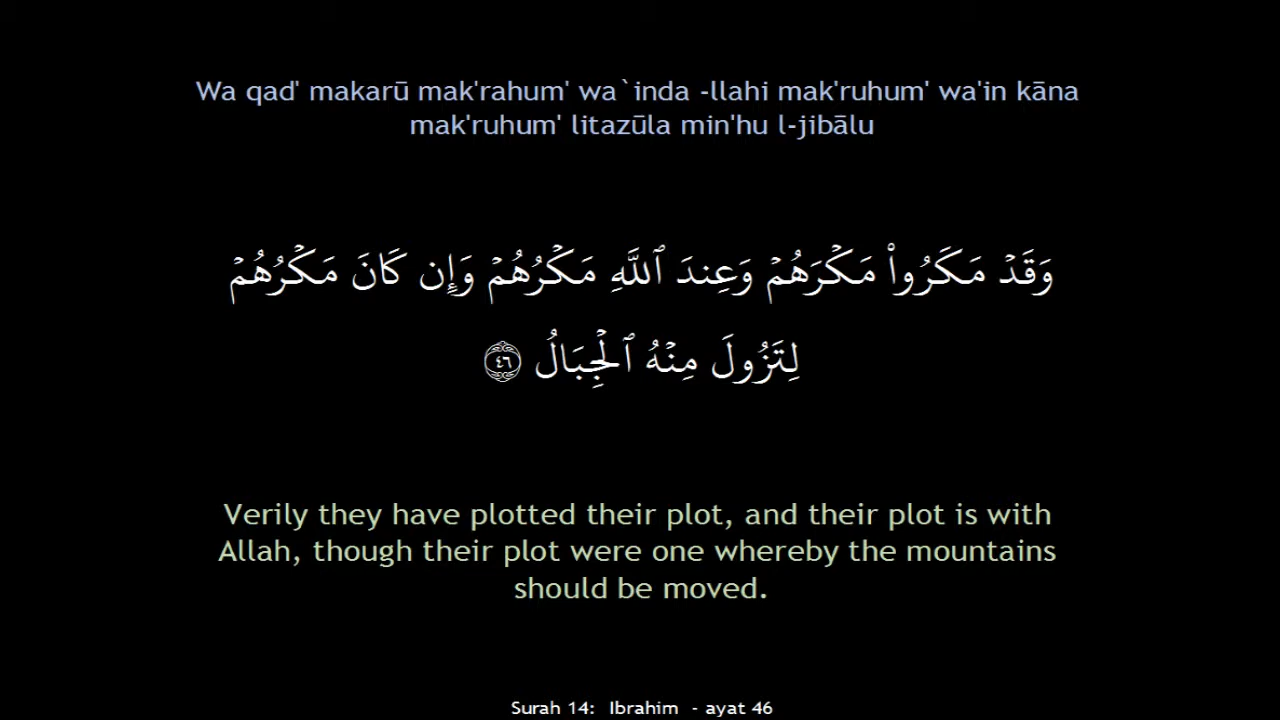 Wa qad' makarū mak'rahum' wa`inda -llahi mak'ruhum' wa'in kāna
mak'ruhum' litazūla min'hu l-jibālu
وَقَدۡ مَكَرُواْ مَكۡرَهُمۡ وَعِندَ ٱللَّهِ مَكۡرُهُمۡ وَإِن كَانَ مَكۡرُهُمۡ
لِتَزُولَ مِنۡهُ ٱلۡجِبَالُ ٤٦
Verily they have plotted their plot, and their plot is with
Allah, though their plot were one whereby the mountains
should be moved.
Surah 14: Ibrahim - ayat 46